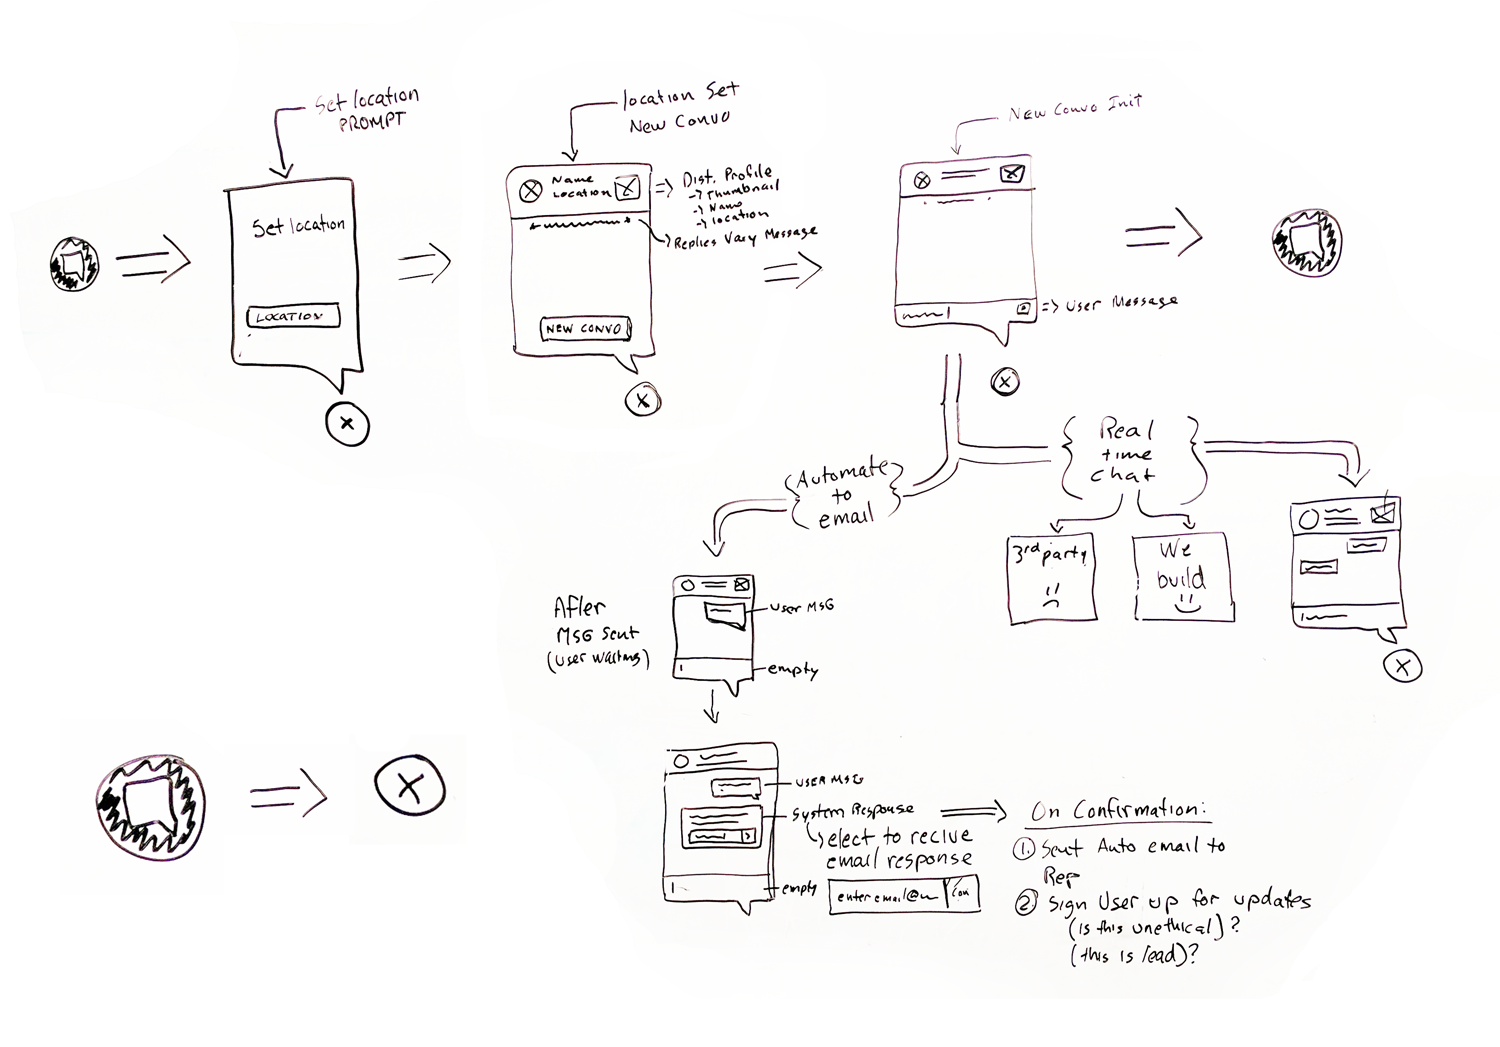 Set location
PROMPT
Set location
LOCATION
location Set
New Convo
Name
Location
Dist. Profile
Thumbnail
Name
location
Replies Vary Message
NEW CONVO
X
X
New Convo Init
User Message
X
Automate
to
email
Real
time
chat
3rd party
We
build
X
After
MSG Sent
(User Waiting)
User MSG
empty
X
USER MSG
System Response
elect to recive
email response
empty
enter email@
Con
On Confirmation:
1. Sent Auto email to
Rep
2. Sign User up for updates
(is this unethical)?
(this is lead)?